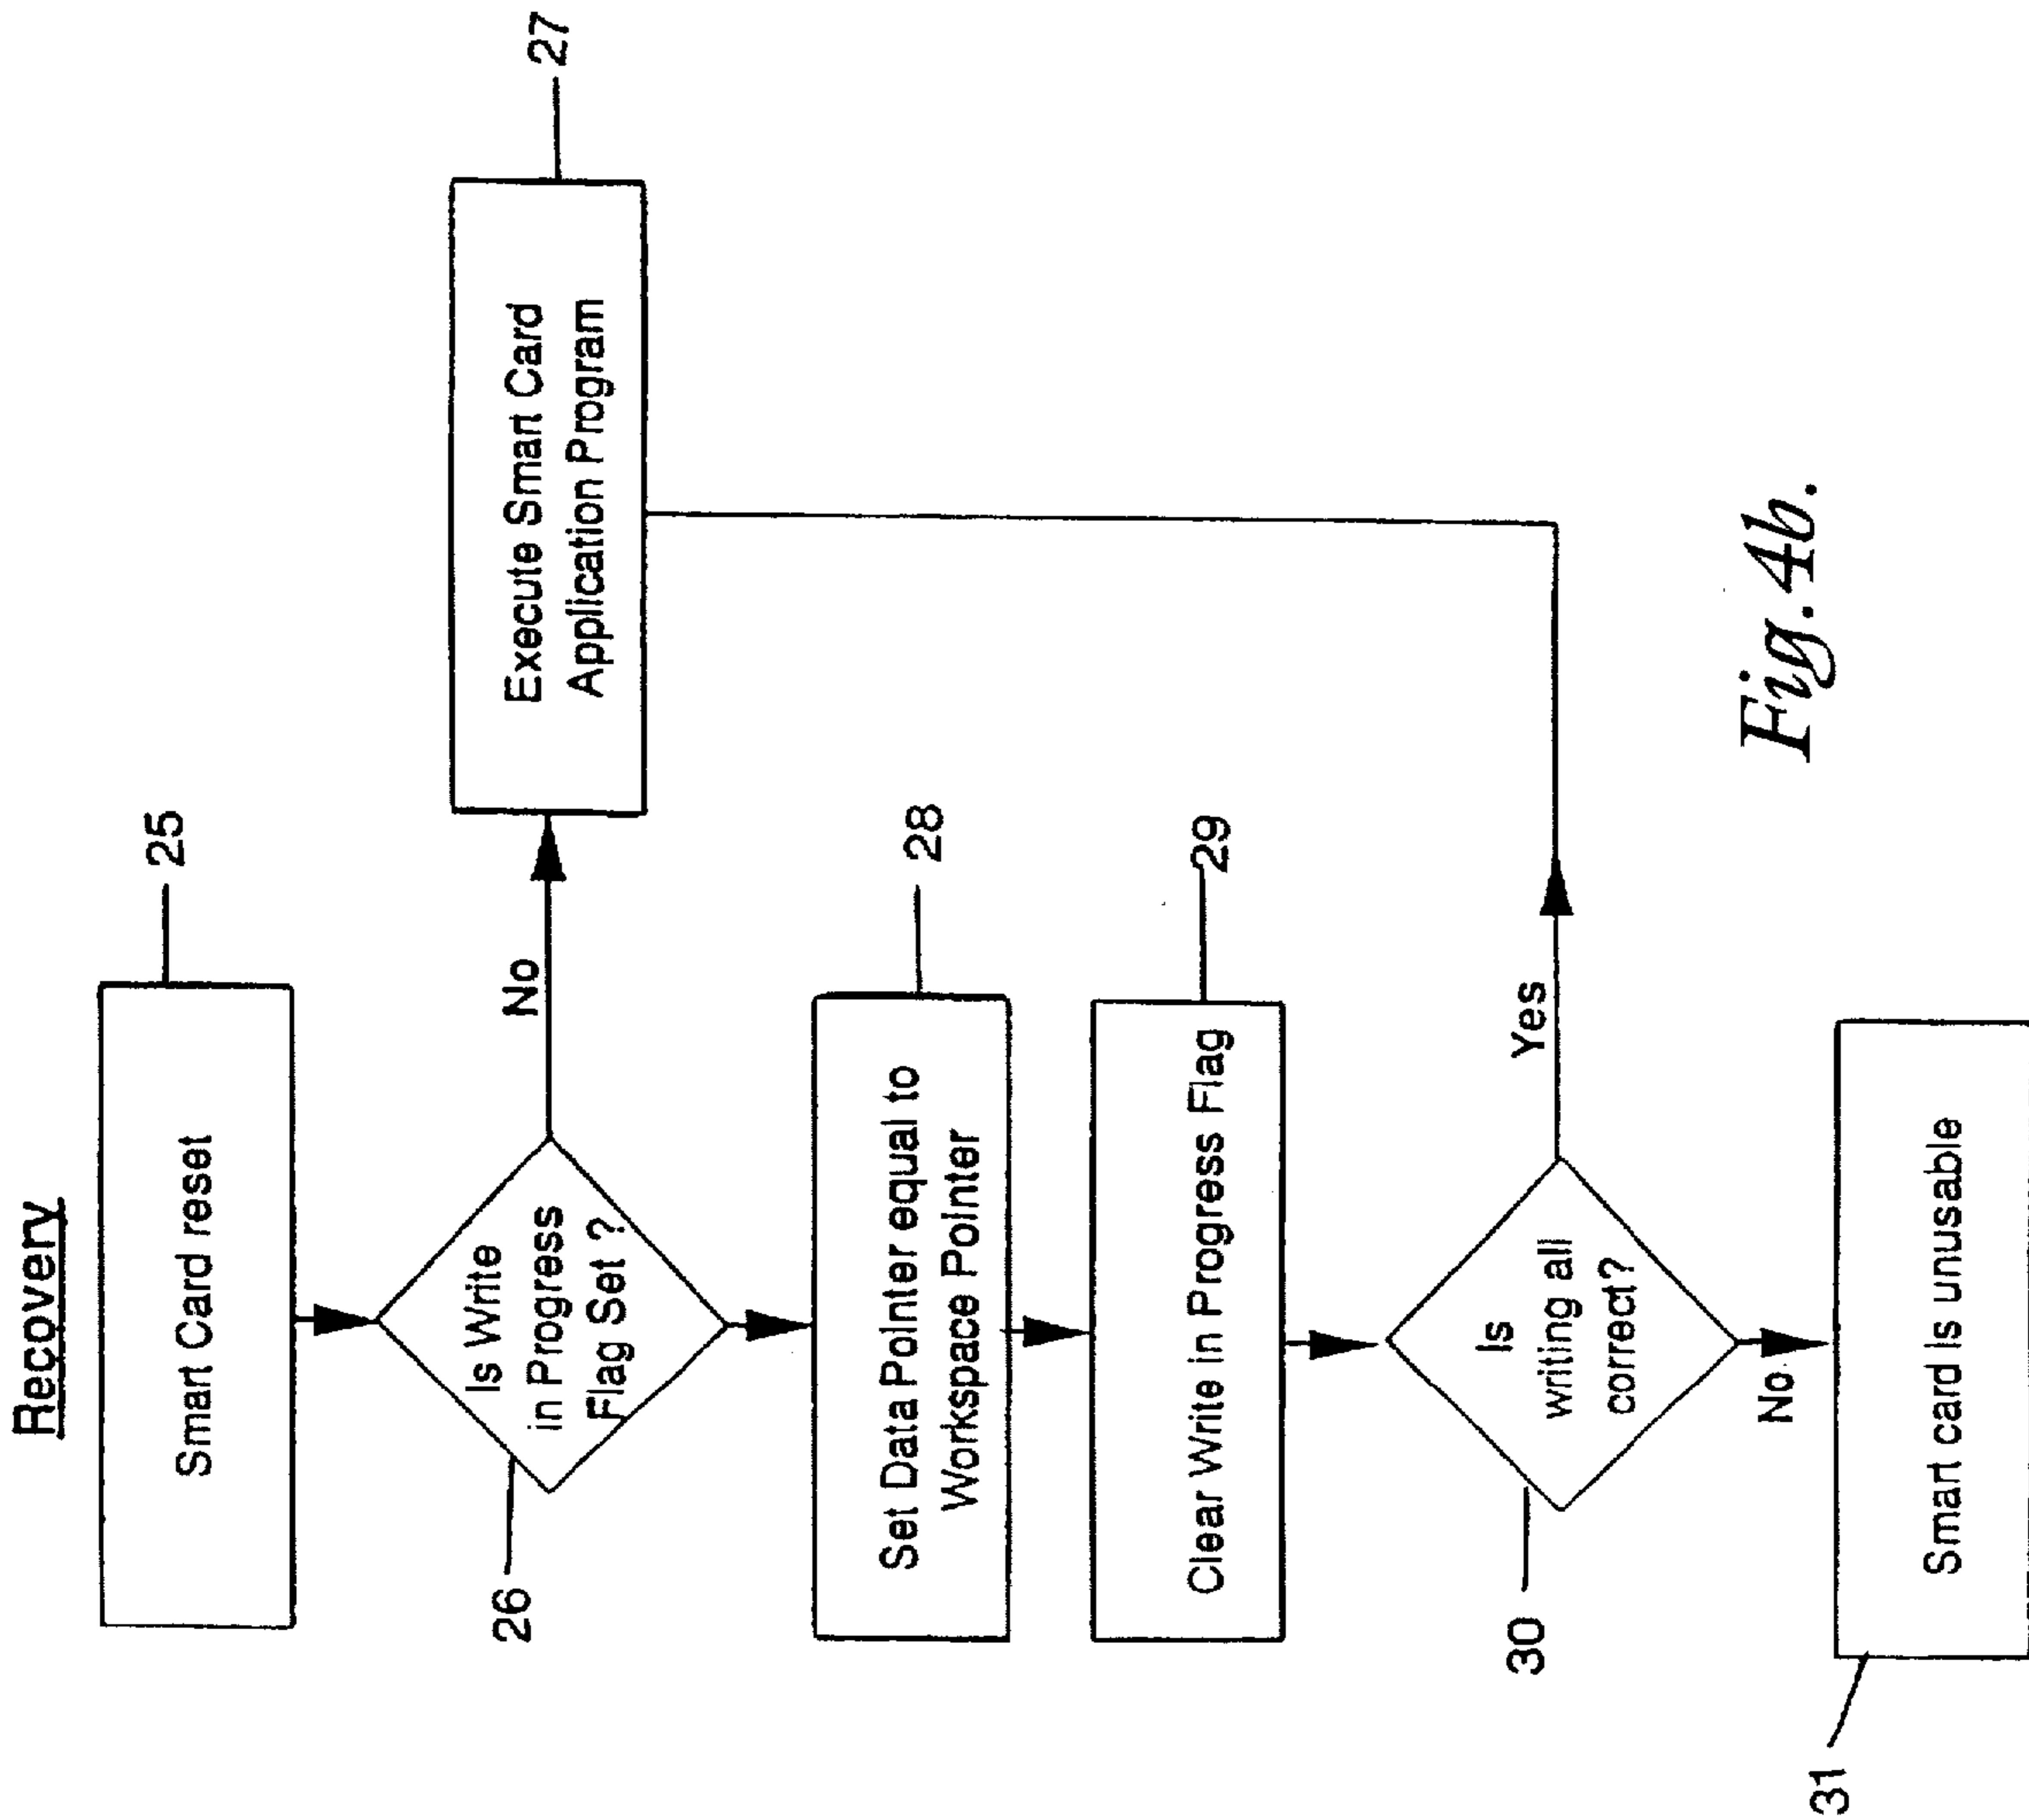 Recovery
Smart Card reset
25
Is Write
in Progress
Flag Set ?
26
No
Execute Smart Card
Application Program
27
Set Data Pointer equal to
Workspace Pointer
28
Clear Write in Progress Flag
29
Is
writing all
correct?
30
Yes
No
Smart card is unusable
31
Fig.4b.